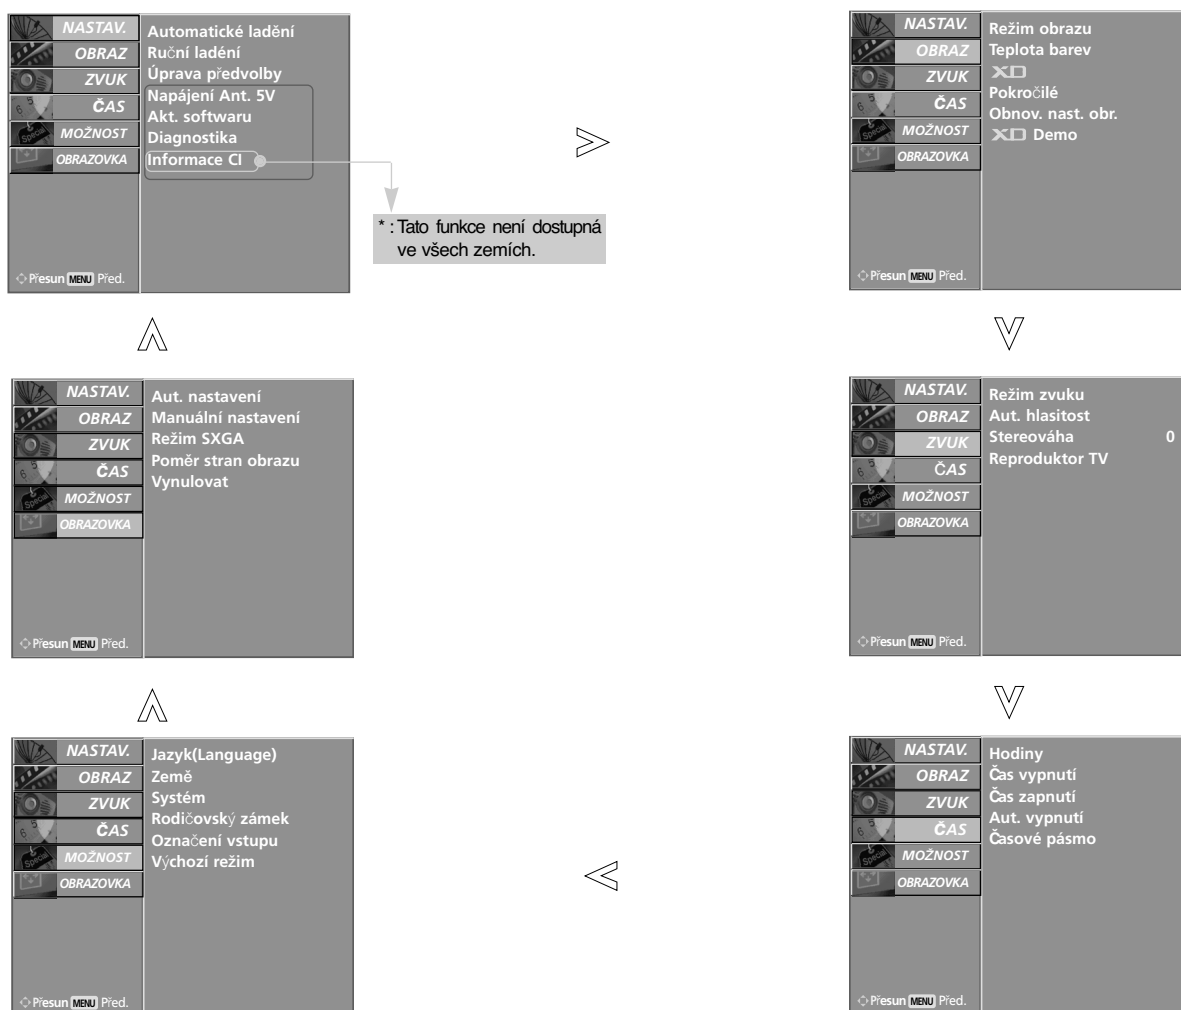 NASTAV.
OBRAZ
ZVUK
ČAS
MOŽNOST
OBRAZOVKA
Přesun MENU Před.
Automatické ladění
Ruční ladéní
Úprava předvolby
Napájení Ant. 5V
Akt. softwaru
Diagnostika
Informace CI
* : Tato funkce není dostupná
ve všech zemích.
NASTAV.
OBRAZ
ZVUK
ČAS
MOŽNOST
OBRAZOVKA
Přesun MENU Před.
Režim obrazu
Teplota barev
XD
Pokročilé
Obnov. nast. obr.
XD Demo
NASTAV.
OBRAZ
ZVUK
ČAS
MOŽNOST
OBRAZOVKA
Přesun MENU Před.
Aut. nastavení
Manuální nastavení
Režim SXGA
Poměr stran obrazu
Vynulovat
NASTAV.
OBRAZ
ZVUK
ČAS
MOŽNOST
OBRAZOVKA
Přesun MENU Před.
Režim zvuku
Aut. hlasitost
Stereováha 0
Reproduktor TV
NASTAV.
OBRAZ
ZVUK
ČAS
MOŽNOST
OBRAZOVKA
Přesun MENU Před.
Jazyk(Language)
Země
Systém
Rodičovský zámek
Označení vstupu
Výchozí režim
NASTAV.
OBRAZ
ZVUK
ČAS
MOŽNOST
OBRAZOVKA
Přesun MENU Před.
Hodiny
Čas vypnutí
Čas zapnutí
Aut. vypnutí
Časové pásmo